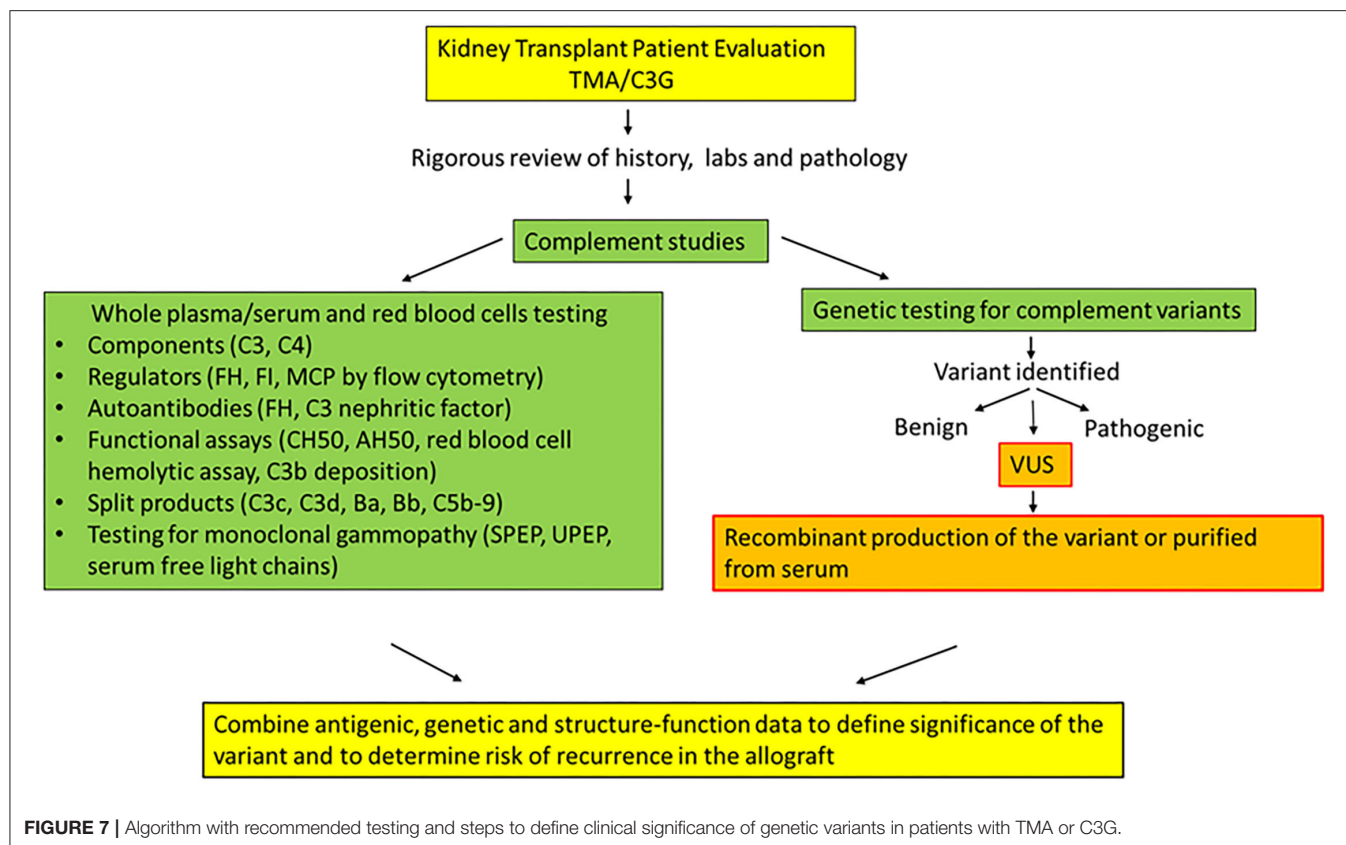 Kidney Transplant Patient Evaluation
TMA/C3G
Rigorous review of history, labs and pathology
Complement studies
Whole plasma/serum and red blood cells testing
• Components (C3, C4)
• Regulators (FH, FI, MCP by flow cytometry)
• Autoantibodies (FH, C3 nephritic factor)
• Functional assays (CH50, AH50, red blood cell
hemolytic assay, C3b deposition)
• Split products (C3c, C3d, Ba, Bb, C5b-9)
• Testing for monoclonal gammopathy (SPEP, UPEP,
serum free light chains)
Genetic testing for complement variants
Variant identified
Benign
Pathogenic
VUS
Recombinant production of the variant or purified
from serum
Combine antigenic, genetic and structure-function data to define significance of the
variant and to determine risk of recurrence in the allograft
FIGURE 7 | Algorithm with recommended testing and steps to define clinical significance of genetic variants in patients with TMA or C3G.